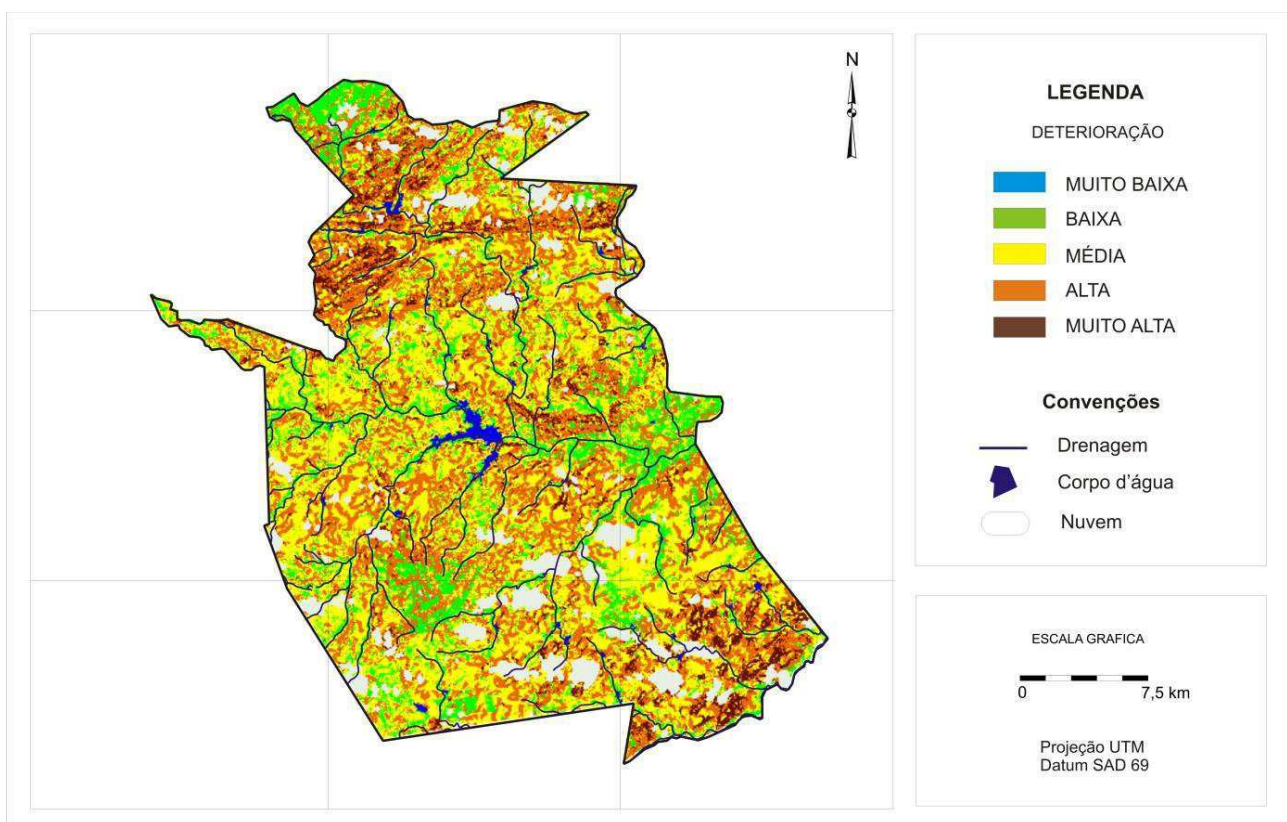 N
LEGENDA
DETERIORAÇÃO
MUITO BAIXA
BAIXA
MÉDIA
ALTA
MUITO ALTA
Convenções
Drenagem
Corpo d'água
Nuvem
ESCALA GRAFICA
0 7,5 km
Projeção UTM
Datum SAD 69